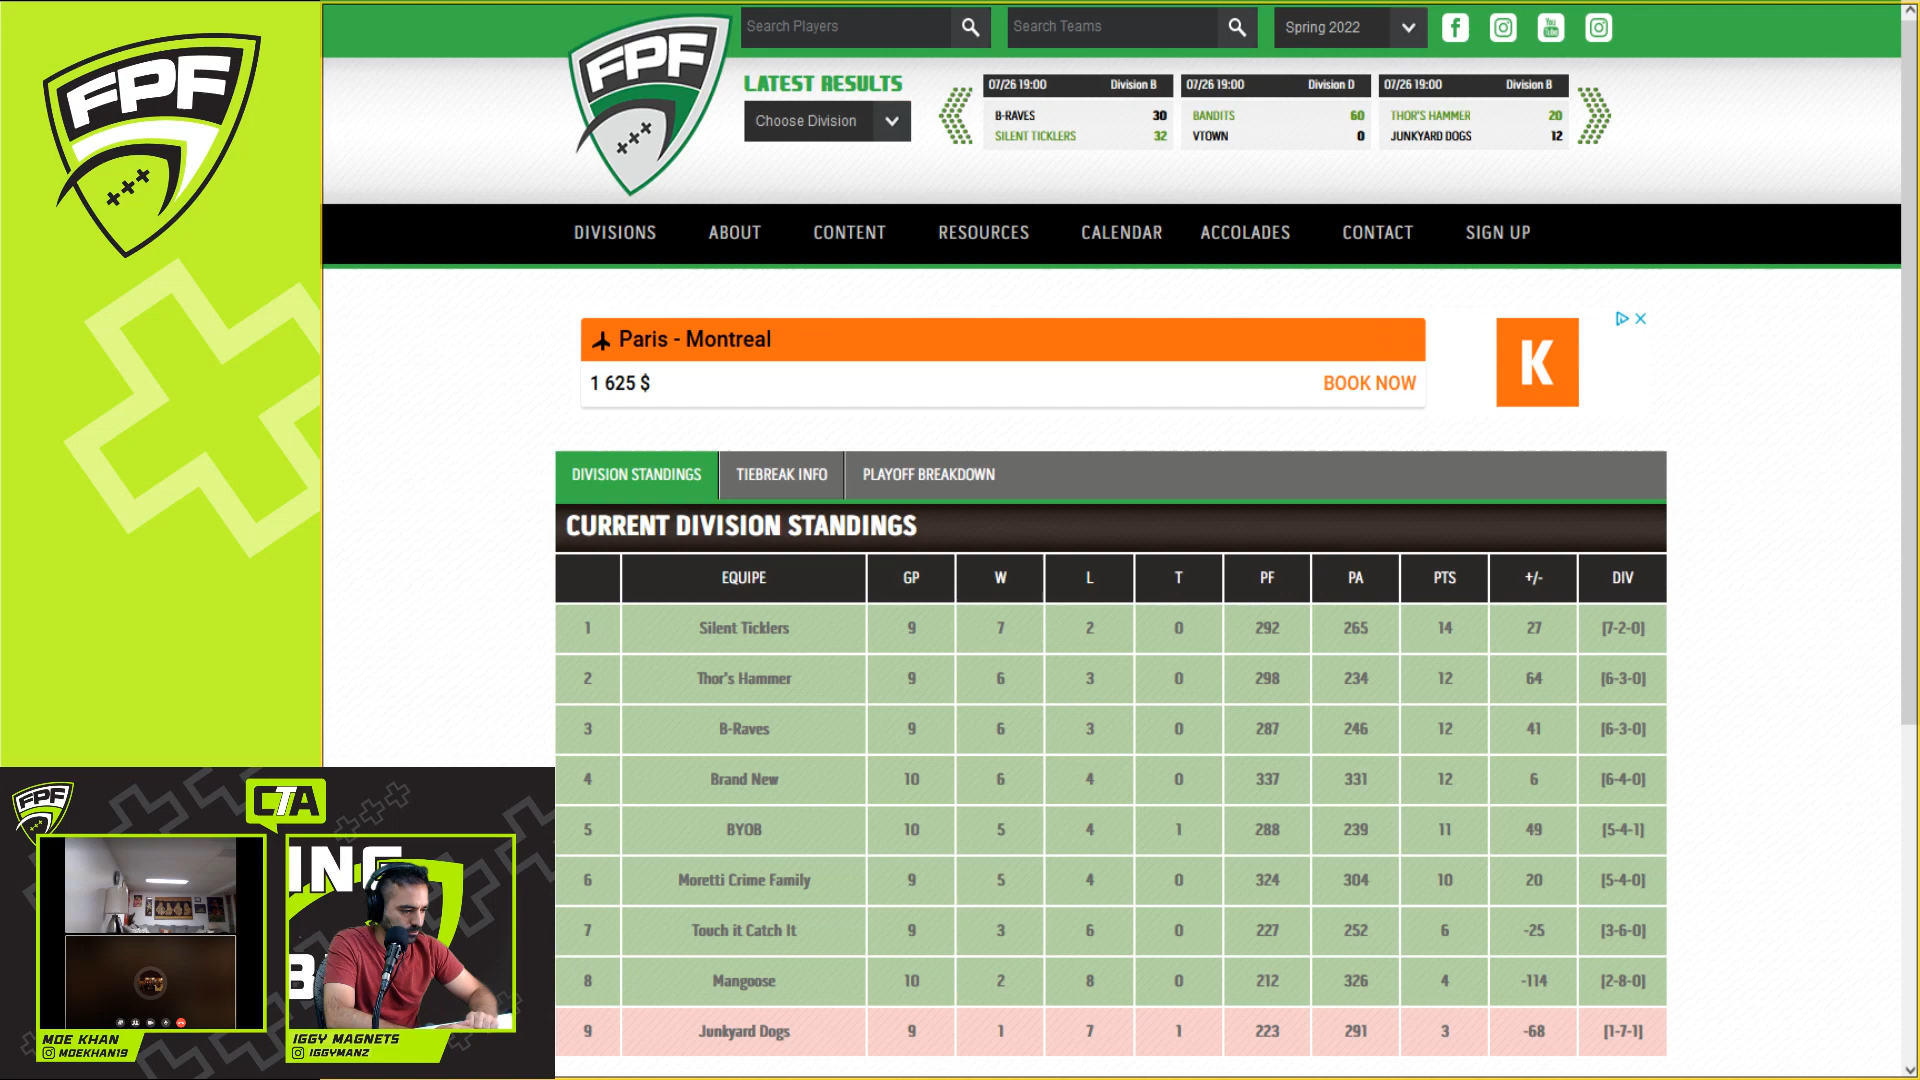 FPF
FPF
Search Players
Search Teams
Spring 2022
You
Tube
LATEST RESULTS
Choose Division
07/26 19:00 Division B
B-RAVES 30
SILENT TICKLERS 32
07/26 19:00 Division D
BANDITS 60
VTOWN 0
07/26 19:00 Division B
THOR'S HAMMER 20
JUNKYARD DOGS 12
DIVISIONS ABOUT CONTENT RESOURCES CALENDAR ACCOLADES CONTACT SIGN UP
Paris - Montreal
1 625 $ BOOK NOW
K
DIVISION STANDINGS TIEBREAK INFO PLAYOFF BREAKDOWN
CURRENT DIVISION STANDINGS
EQUIPE GP W L T PF PA PTS +/- DIV
1 Silent Ticklers 9 7 2 0 292 265 14 27 [7-2-0]
2 Thor's Hammer 9 6 3 0 298 234 12 64 [6-3-0]
3 B-Raves 9 6 3 0 287 246 12 41 [6-3-0]
4 Brand New 10 6 4 0 337 331 12 6 [6-4-0]
5 BYOB 10 5 4 1 288 239 11 49 [5-4-1]
6 Moretti Crime Family 9 5 4 0 324 304 10 20 [5-4-0]
7 Touch it Catch It 9 3 6 0 227 252 6 -25 [3-6-0]
8 Mangoose 10 2 8 0 212 326 4 -114 [2-8-0]
9 Junkyard Dogs 9 1 7 1 223 291 3 -68 [1-7-1]
FPF
CTA
MOE KHAN
MOEKHAN19
IGGY MAGNETS
IGGYMANZ